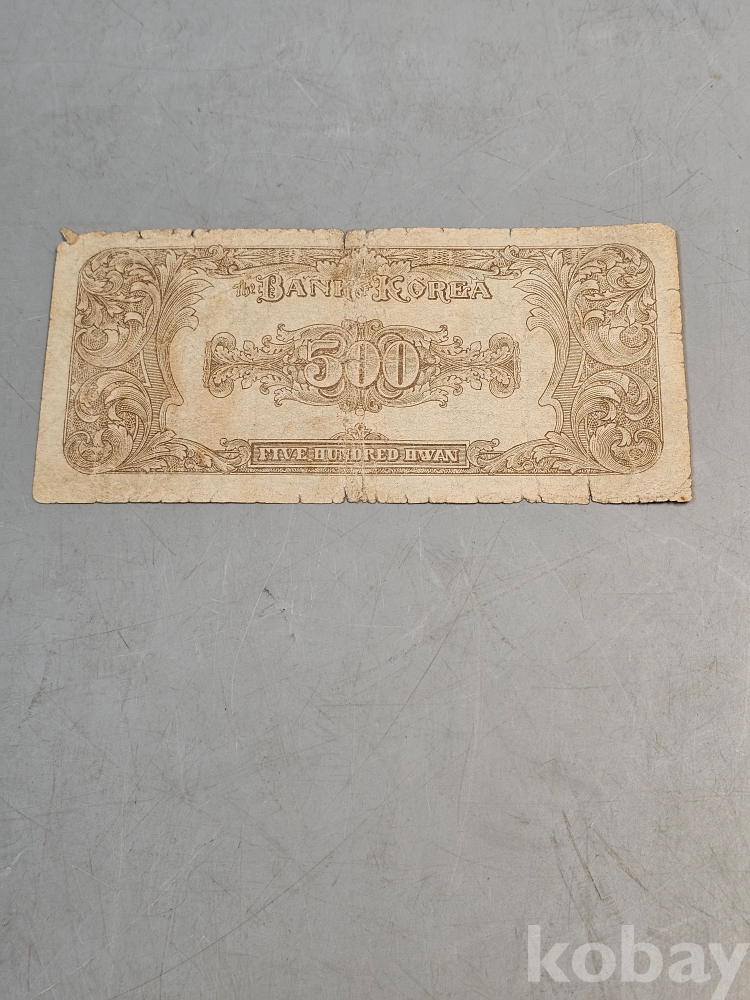 the BANK of KOREA
500
FIVE HUNDRED HWAN
kobay